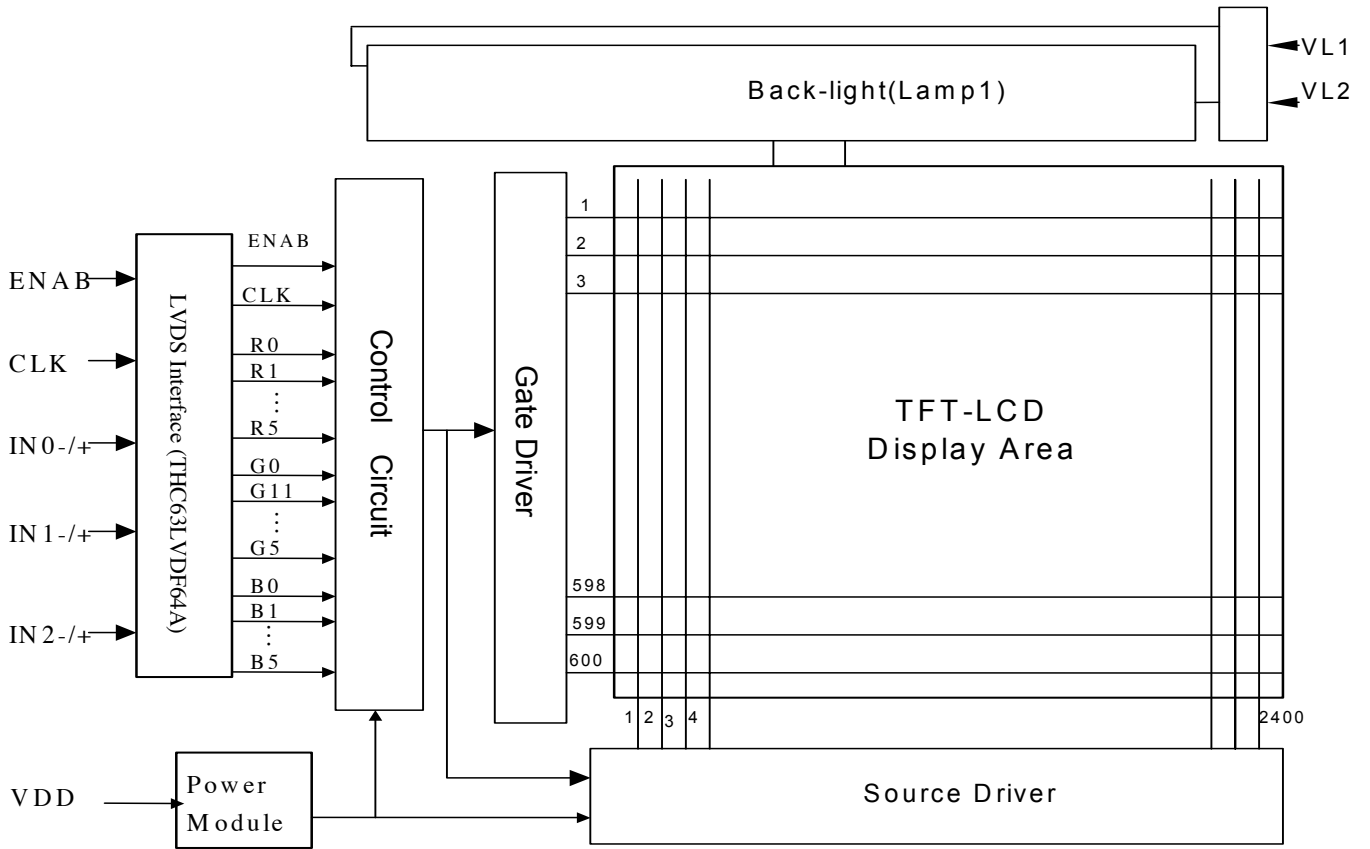 VL1
Back-light(Lamp1)
VL2
ENAB
CLK
IN0-/+
IN1-/+
IN2-/+
LVDS Interface (THC63LVDF64A)
ENAB
CLK
R0
R1
...
R5
G0
G11
...
G5
B0
B1
...
B5
Control Circuit
Gate Driver
1
2
3
598
599
600
TFT-LCD
Display Area
1 2 3 4 2400
VDD
Power
Module
Source Driver